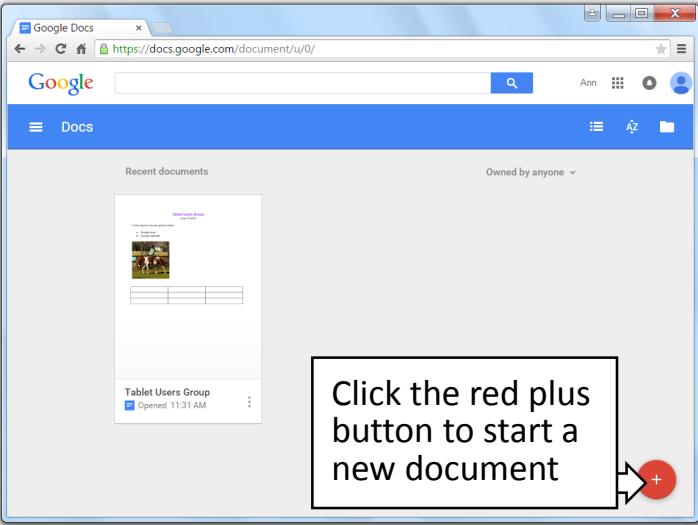 Google Docs
https://docs.google.com/document/u/0/
Google
Ann
Docs
AZ
Recent documents
Owned by anyone
Tablet Users Group
Tablet Users Group
Opened 11:31 AM
Click the red plus
button to start a
new document
+